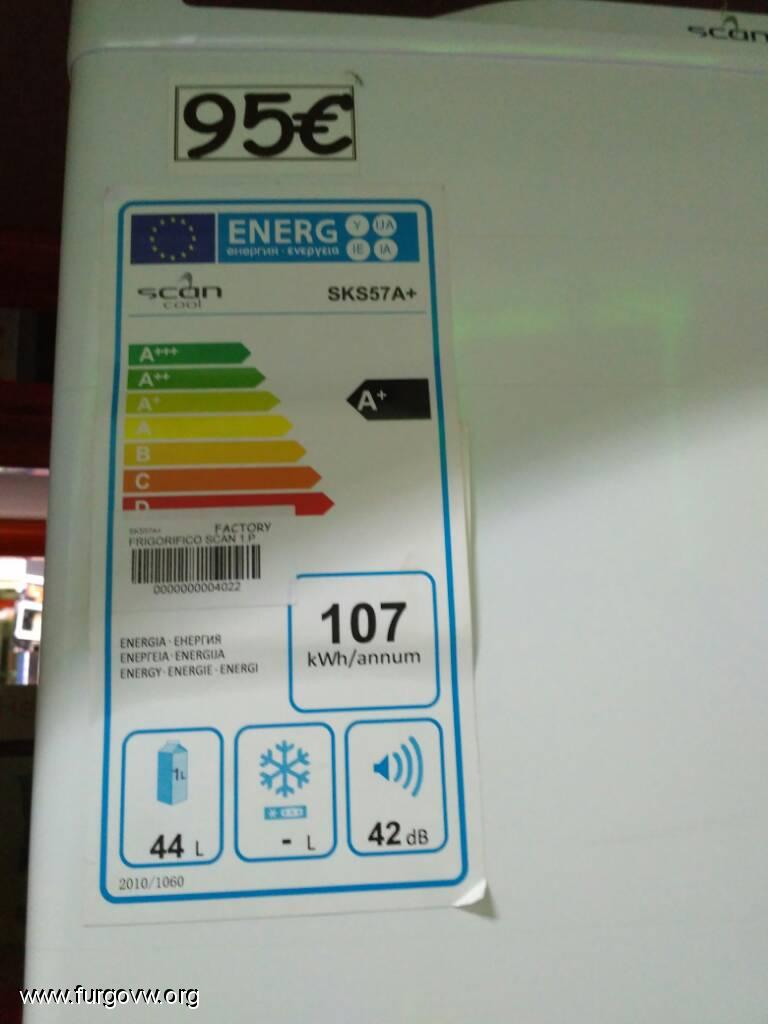 scan
95€
ENERG
енергия · ενεργεια
Y IJA
IE IA
scan
cool
SKS57A+
A+++
A++
A+
A
B
C
D
A+
SKS57A+
FACTORY
FRIGORIFICO SCAN 1 P
0000000004022
107
kWh/annum
ENERGIA · ЕНЕРГИЯ
ΕΝΕΡΓΕΙΑ · ENERGIJA
ENERGY · ENERGIE · ENERGI
1L
44 L
- L
42 dB
2010/1060
www.furgovw.org